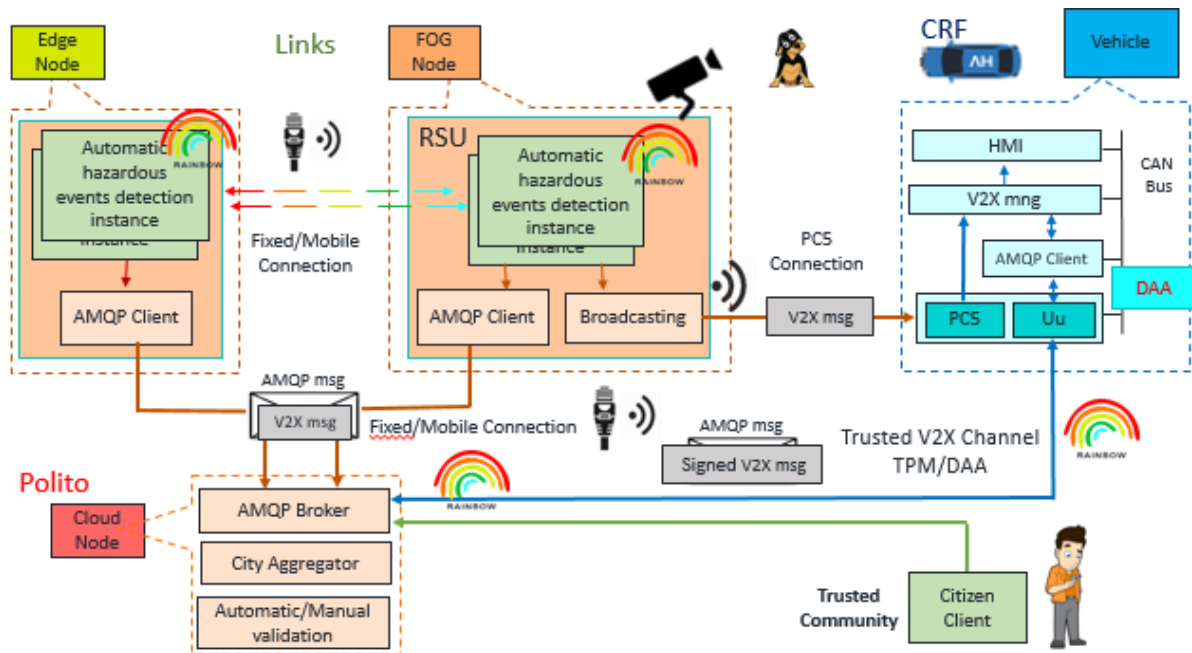 Edge
Node
Links
FOG
Node
CRF
Vehicle
AH
RSU
Automatic
hazardous
events detection
instance
instance
RAINBOW
Automatic
hazardous
events detection
instance
instance
RAINBOW
Fixed/Mobile
Connection
AMQP Client
AMQP Client
Broadcasting
PC5
Connection
V2X msg
HMI
V2X mng
AMQP Client
CAN
Bus
DAA
PC5
Uu
AMQP msg
V2X msg
Fixed/Mobile Connection
AMQP msg
Signed V2X msg
Trusted V2X Channel
TPM/DAA
RAINBOW
RAINBOW
Polito
Cloud
Node
AMQP Broker
City Aggregator
Automatic/Manual
validation
Trusted
Community
Citizen
Client